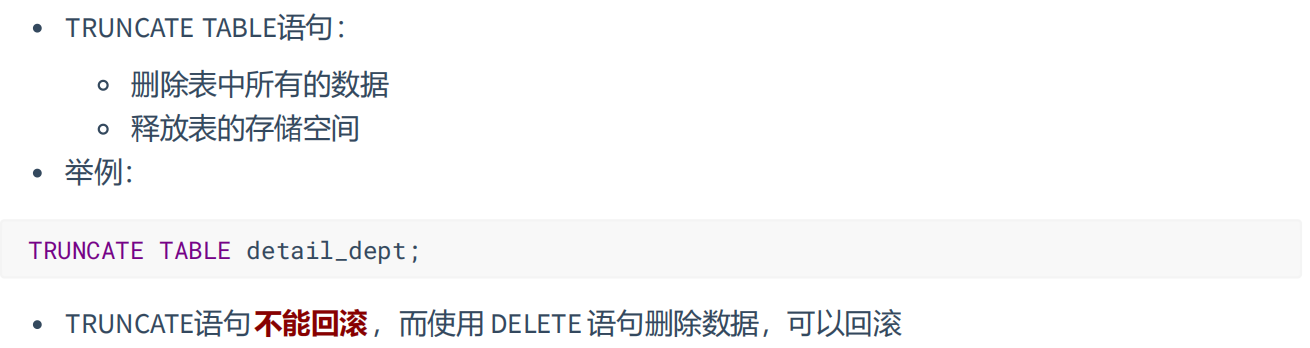 TRUNCATE TABLE语句：
删除表中所有的数据
释放表的存储空间
举例：
TRUNCATE TABLE detail_dept;
TRUNCATE语句不能回滚，而使用 DELETE 语句删除数据，可以回滚